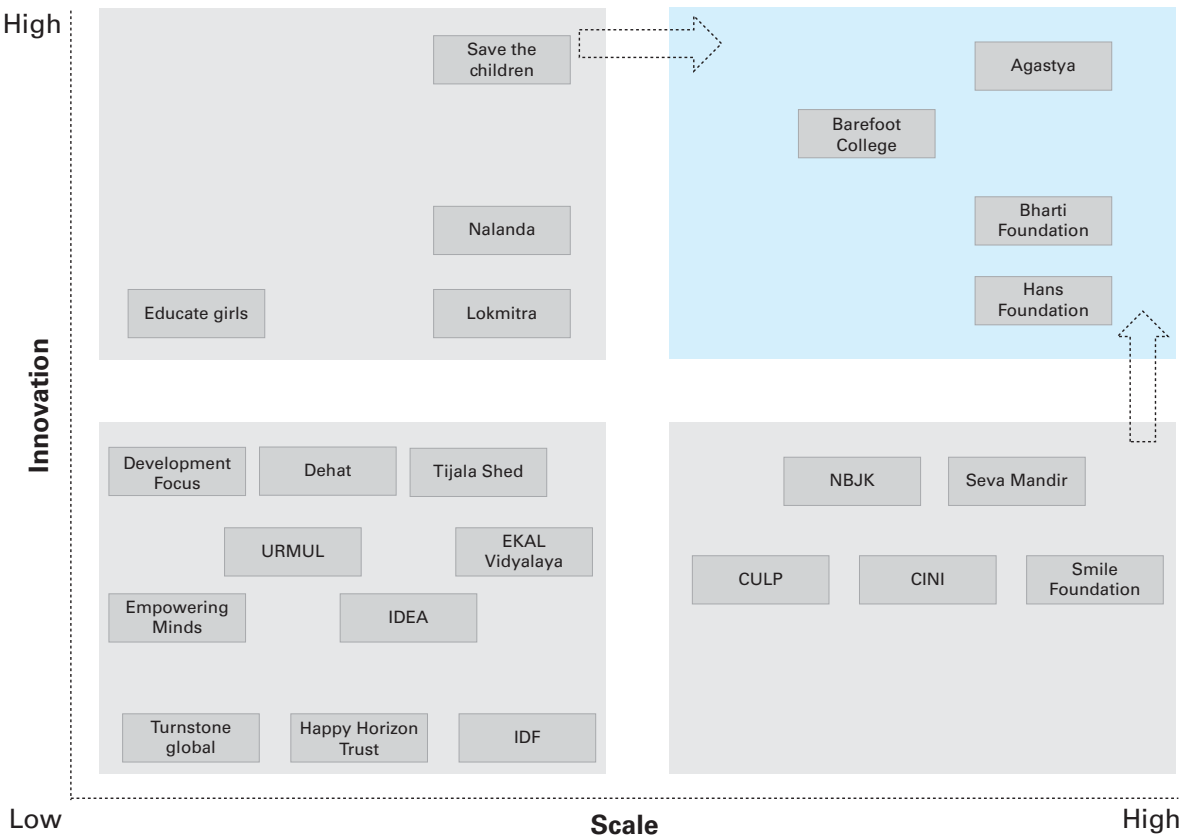 High
Save the
children
Agastya
Barefoot
College
Nalanda
Bharti
Foundation
Educate girls
Lokmitra
Hans
Foundation
Innovation
Development
Focus
Dehat
Tijala Shed
NBJK
Seva Mandir
URMUL
EKAL
Vidyalaya
CULP
CINI
Smile
Foundation
Empowering
Minds
IDEA
Turnstone
global
Happy Horizon
Trust
IDF
Low
Scale
High